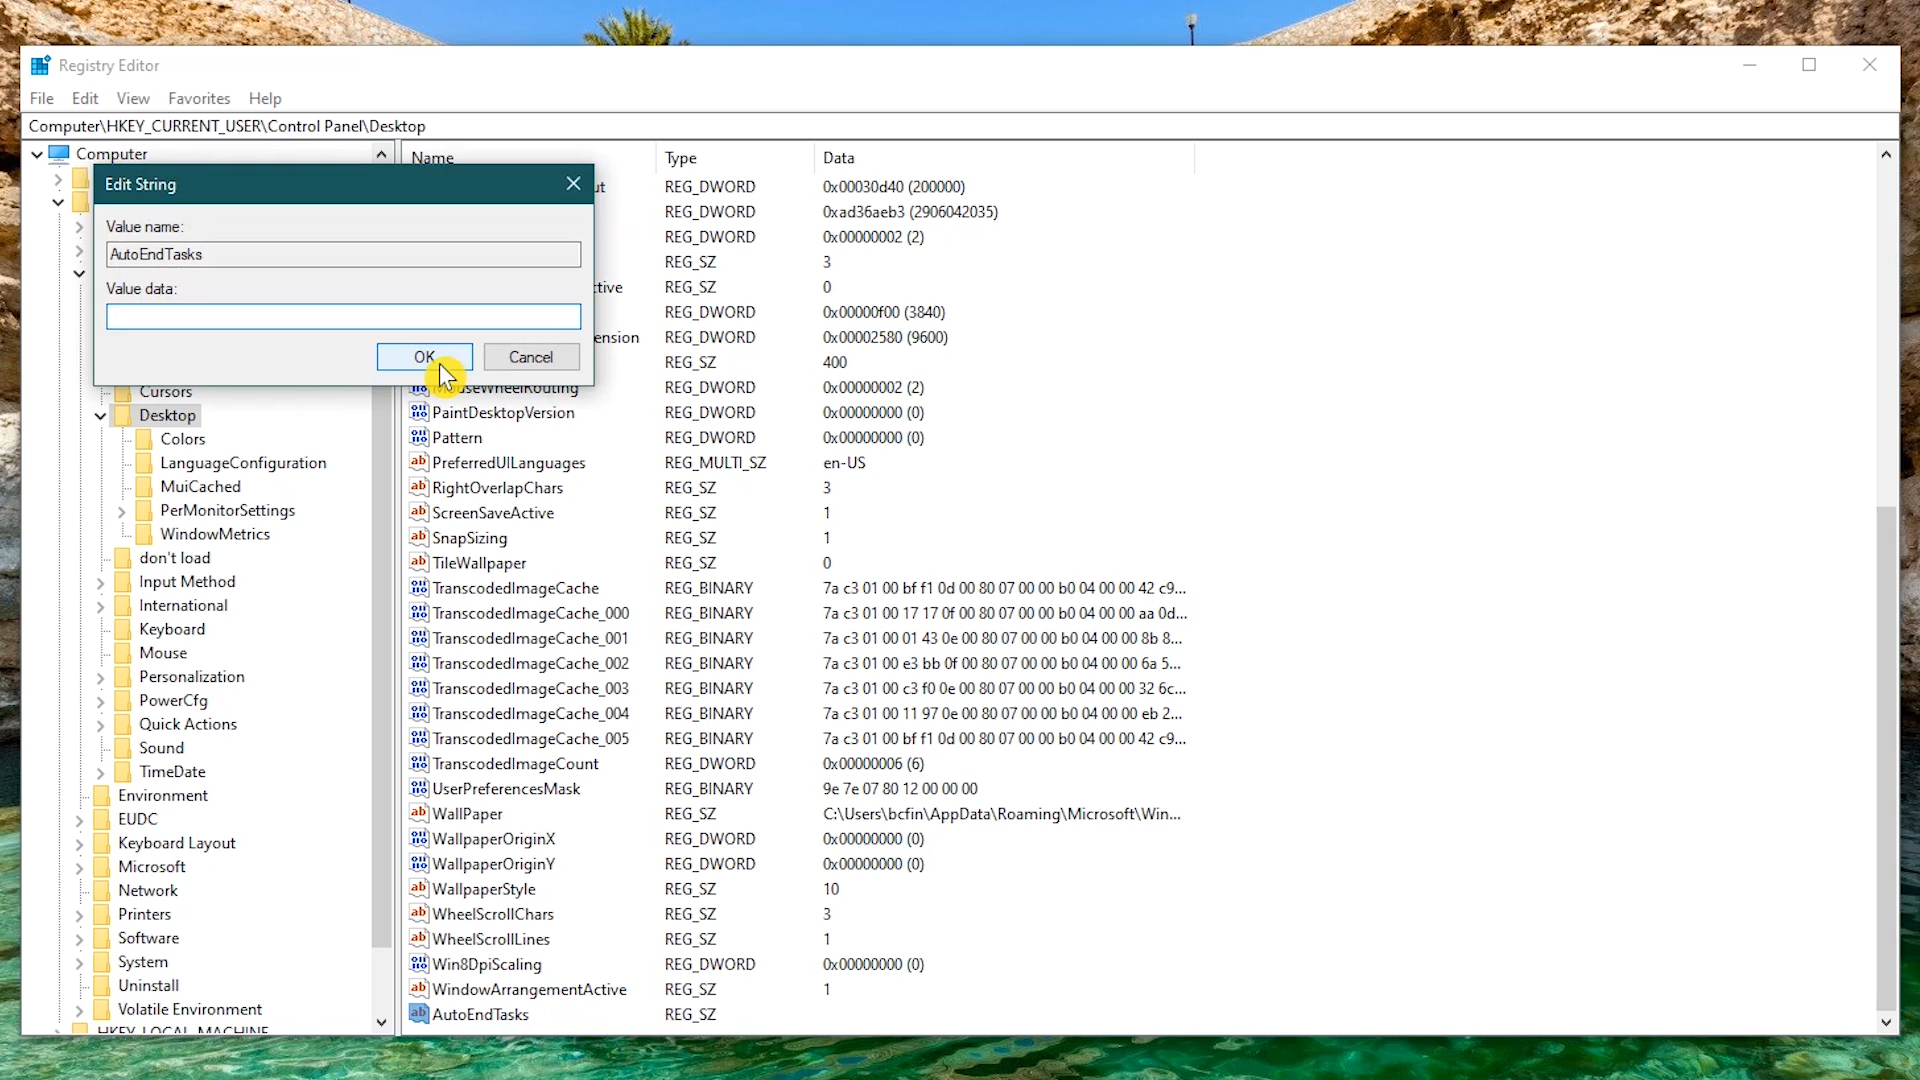 Registry Editor
File Edit View Favorites Help
Computer\HKEY_CURRENT_USER\Control Panel\Desktop
Computer
Edit String
Value name:
AutoEndTasks
Value data:
OK Cancel
Cursors
Desktop
Colors
LanguageConfiguration
MuiCached
PerMonitorSettings
WindowMetrics
don't load
Input Method
International
Keyboard
Mouse
Personalization
PowerCfg
Quick Actions
Sound
TimeDate
Environment
EUDC
Keyboard Layout
Microsoft
Network
Printers
Software
System
Uninstall
Volatile Environment
HKEY_LOCAL_MACHINE
Name Type Data
ut REG_DWORD 0x00030d40 (200000)
REG_DWORD 0xad36aeb3 (2906042035)
REG_DWORD 0x00000002 (2)
REG_SZ 3
ctive REG_SZ 0
REG_DWORD 0x00000f00 (3840)
ension REG_DWORD 0x00002580 (9600)
REG_SZ 400
MouseWheelRouting REG_DWORD 0x00000002 (2)
PaintDesktopVersion REG_DWORD 0x00000000 (0)
Pattern REG_DWORD 0x00000000 (0)
PreferredUILanguages REG_MULTI_SZ en-US
RightOverlapChars REG_SZ 3
ScreenSaveActive REG_SZ 1
SnapSizing REG_SZ 1
TileWallpaper REG_SZ 0
TranscodedImageCache REG_BINARY 7a c3 01 00 bf f1 0d 00 80 07 00 00 b0 04 00 00 42 c9...
TranscodedImageCache_000 REG_BINARY 7a c3 01 00 17 17 0f 00 80 07 00 00 b0 04 00 00 aa 0d...
TranscodedImageCache_001 REG_BINARY 7a c3 01 00 01 43 0e 00 80 07 00 00 b0 04 00 00 8b 8...
TranscodedImageCache_002 REG_BINARY 7a c3 01 00 e3 bb 0f 00 80 07 00 00 b0 04 00 00 6a 5...
TranscodedImageCache_003 REG_BINARY 7a c3 01 00 c3 f0 0e 00 80 07 00 00 b0 04 00 00 32 6c...
TranscodedImageCache_004 REG_BINARY 7a c3 01 00 11 97 0e 00 80 07 00 00 b0 04 00 00 eb 2...
TranscodedImageCache_005 REG_BINARY 7a c3 01 00 bf f1 0d 00 80 07 00 00 b0 04 00 00 42 c9...
TranscodedImageCount REG_DWORD 0x00000006 (6)
UserPreferencesMask REG_BINARY 9e 7e 07 80 12 00 00 00
WallPaper REG_SZ C:\Users\bcfin\AppData\Roaming\Microsoft\Win...
WallpaperOriginX REG_DWORD 0x00000000 (0)
WallpaperOriginY REG_DWORD 0x00000000 (0)
WallpaperStyle REG_SZ 10
WheelScrollChars REG_SZ 3
WheelScrollLines REG_SZ 1
Win8DpiScaling REG_DWORD 0x00000000 (0)
WindowArrangementActive REG_SZ 1
AutoEndTasks REG_SZ